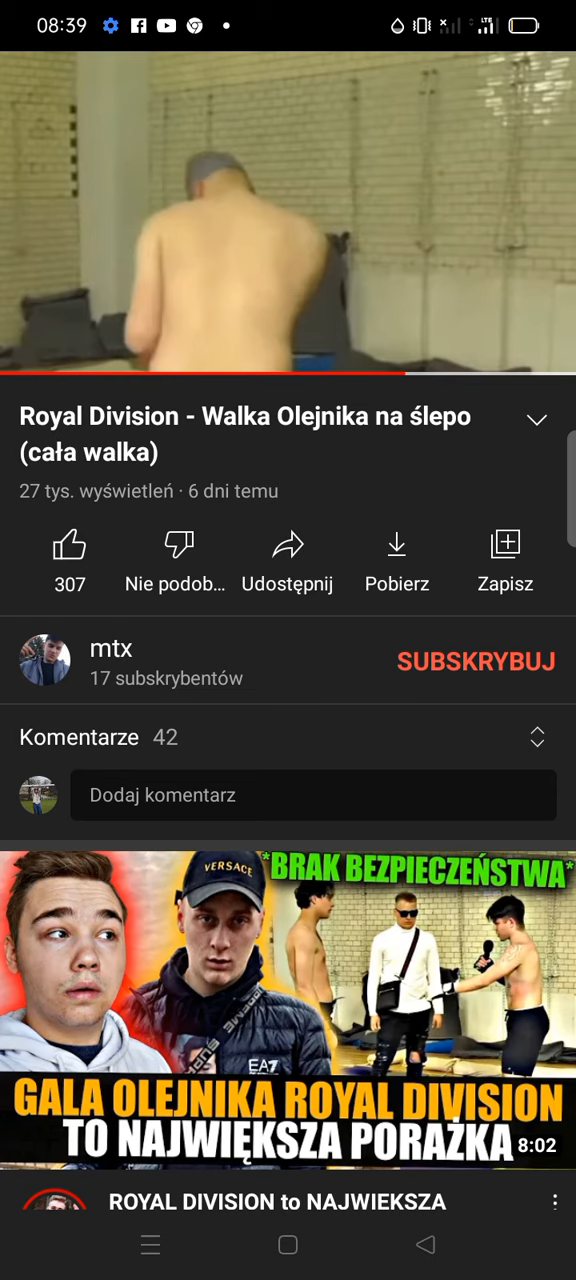 08:39
LTE
Royal Division - Walka Olejnika na ślepo
(cała walka)
27 tys. wyświetleń · 6 dni temu
307
Nie podob...
Udostępnij
Pobierz
Zapisz
mtx
17 subskrybentów
SUBSKRYBUJ
Komentarze 42
Dodaj komentarz
*BRAK BEZPIECZEŃSTWA*
VERSACE
EA7
GALA OLEJNIKA ROYAL DIVISION
TO NAJWIĘKSZA PORAŻKA
8:02
ROYAL DIVISION to NAJWIEKSZA